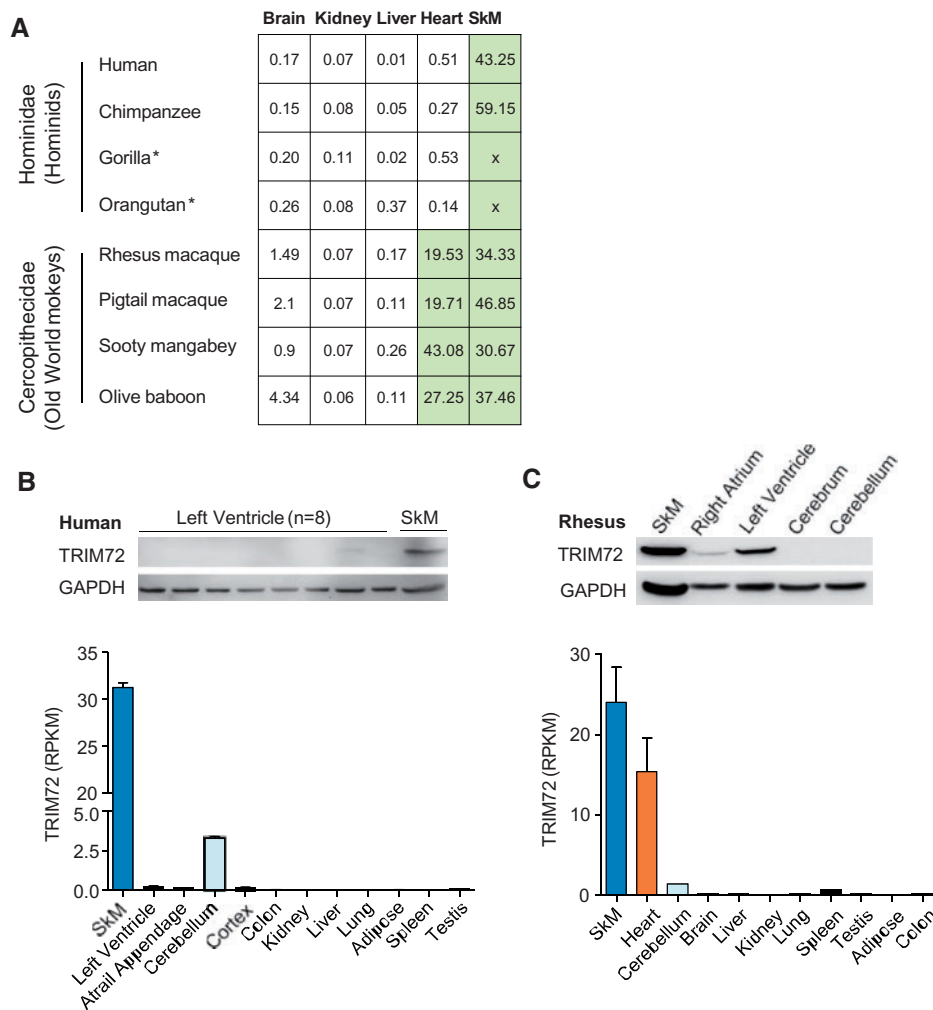 A
Brain Kidney Liver Heart SkM
Hominidae
(Hominids)
Human 0.17 0.07 0.01 0.51 43.25
Chimpanzee 0.15 0.08 0.05 0.27 59.15
Gorilla* 0.20 0.11 0.02 0.53 x
Orangutan* 0.26 0.08 0.37 0.14 x
Cercopithecidae
(Old World mokeys)
Rhesus macaque 1.49 0.07 0.17 19.53 34.33
Pigtail macaque 2.1 0.07 0.11 19.71 46.85
Sooty mangabey 0.9 0.07 0.26 43.08 30.67
Olive baboon 4.34 0.06 0.11 27.25 37.46
B
Human
Left Ventricle (n=8)
SkM
TRIM72
GAPDH
TRIM72 (RPKM)
35
30
25
20
5.0
2.5
0.0
SkM
Left Ventricle
Atrail Appendage
Cerebellum
Cortex
Colon
Kidney
Liver
Lung
Adipose
Spleen
Testis
C
Rhesus
SkM
Right Atrium
Left Ventricle
Cerebrum
Cerebellum
TRIM72
GAPDH
TRIM72 (RPKM)
30
20
10
0
SkM
Heart
Cerebellum
Brain
Liver
Kidney
Lung
Spleen
Testis
Adipose
Colon